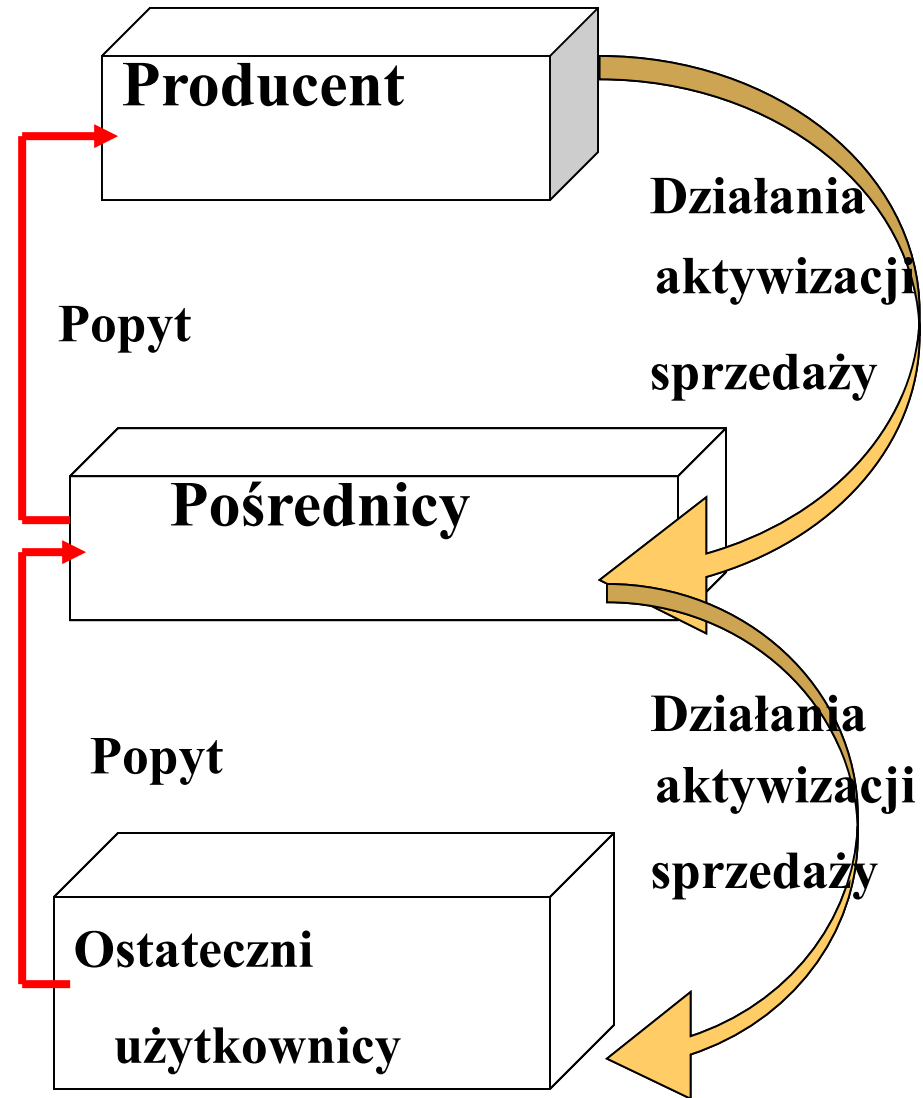 Producent
Działania
aktywizacji
Popyt
sprzedaży
Pośrednicy
Działania
Popyt
aktywizacji
sprzedaży
Ostateczni
użytkownicy